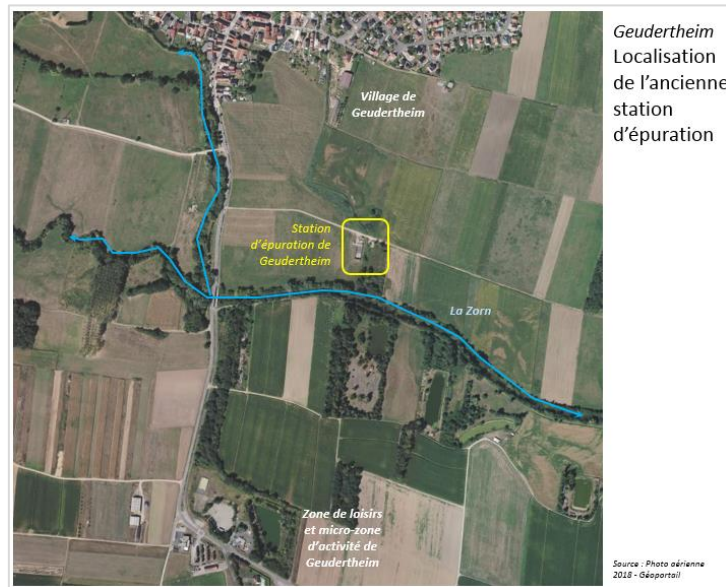 Geudertheim
Localisation
de l’ancienne
station
d’épuration
Village de
Geudertheim
Station
d’épuration de
Geudertheim
La Zorn
Zone de loisirs
et micro-zone
d’activité de
Geudertheim
Source : Photo aérienne
2018 - Géoportail